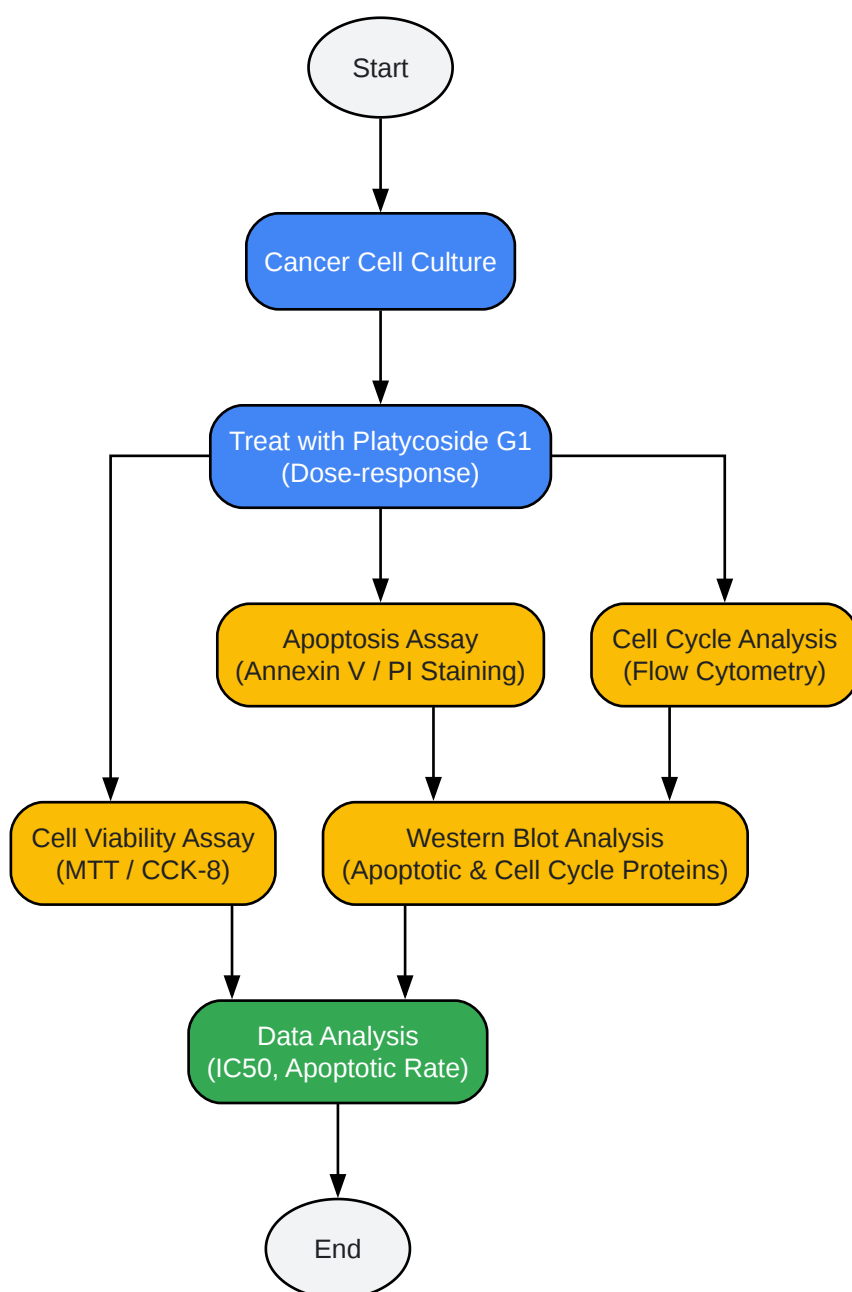 Start
Cancer Cell Culture
Treat with Platycoside G1
(Dose-response)
Apoptosis Assay
(Annexin V / PI Staining)
Cell Cycle Analysis
(Flow Cytometry)
Cell Viability Assay
(MTT / CCK-8)
Western Blot Analysis
(Apoptotic & Cell Cycle Proteins)
Data Analysis
(IC50, Apoptotic Rate)
End